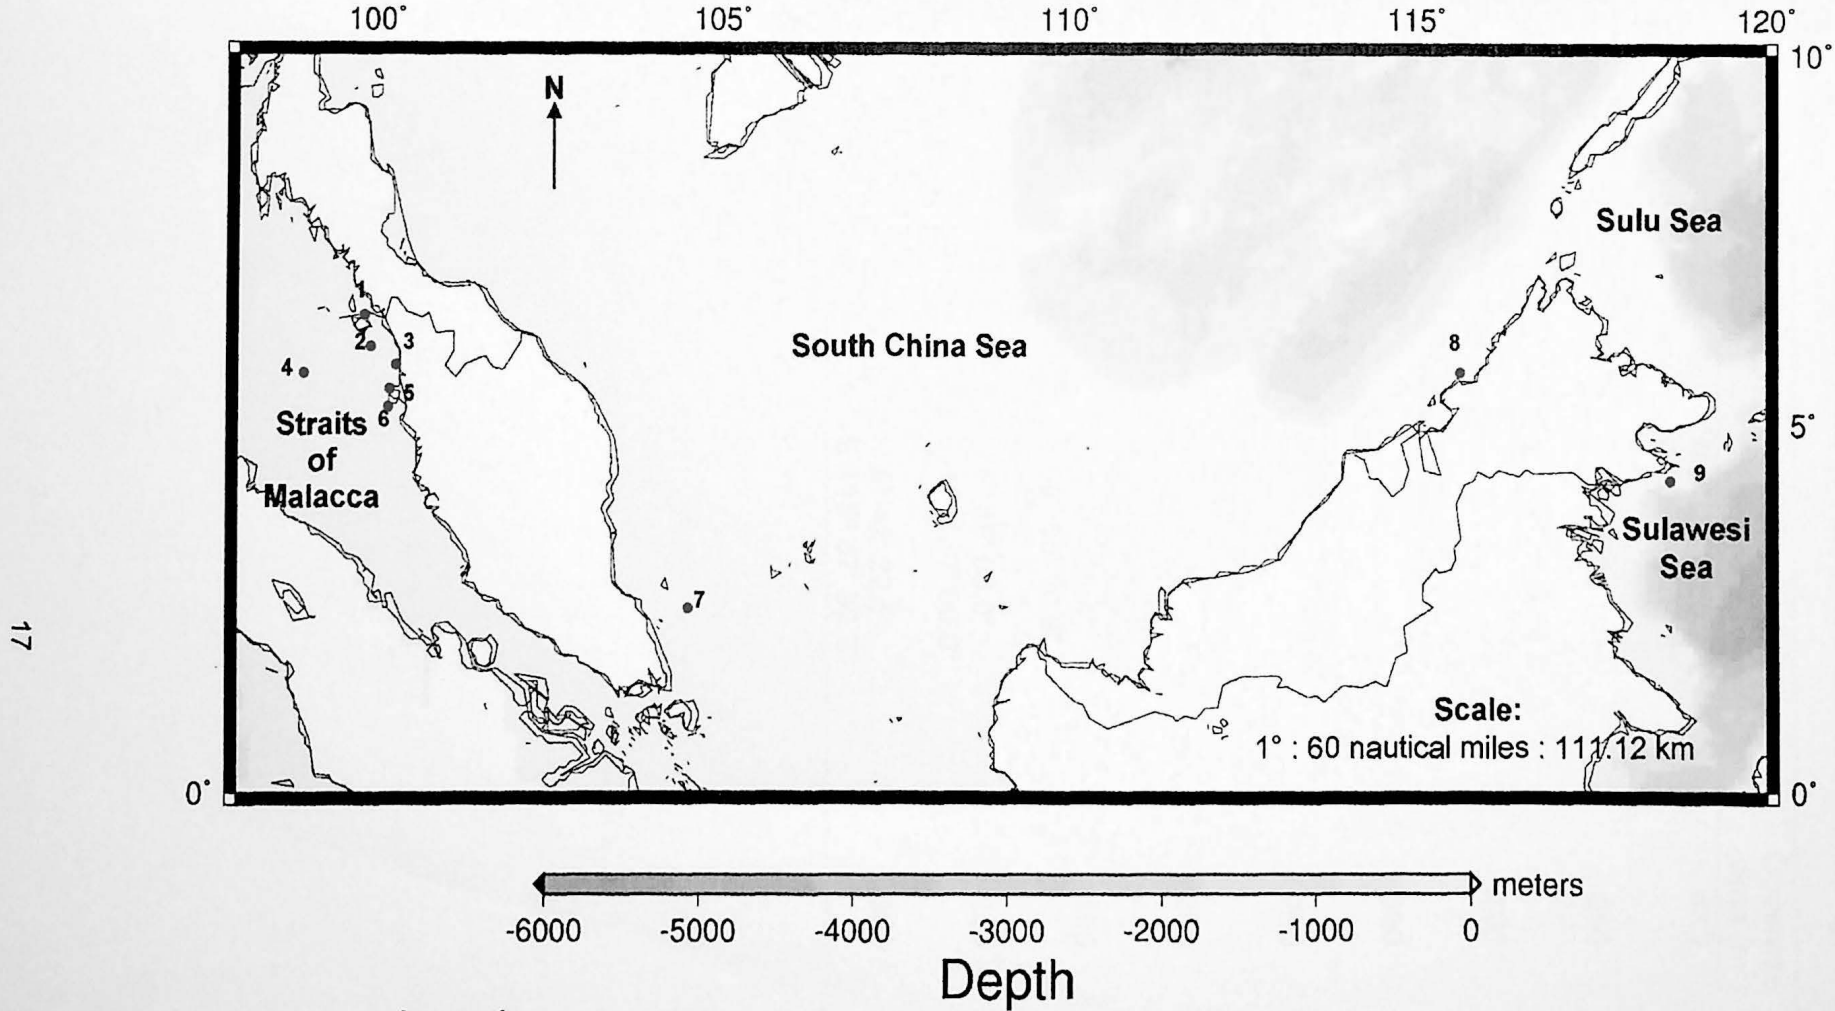 100° 105° 110° 115° 120°
10°
N
Sulu Sea
1
South China Sea
2 3 8
4
5
6
Straits
of
Malacca
5°
9
Sulawesi
Sea
7
17
Scale:
1° : 60 nautical miles : 111.12 km
0° 0°
meters
-6000 -5000 -4000 -3000 -2000 -1000 0
Depth